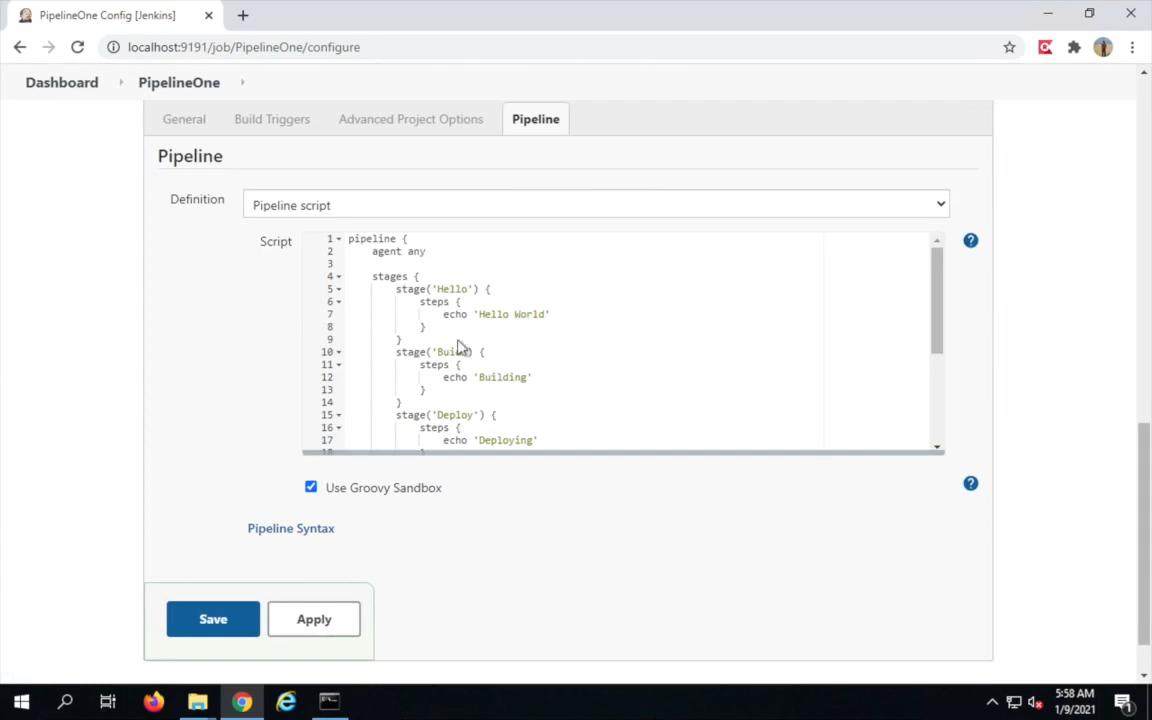 PipelineOne Config [Jenkins]
localhost:9191/job/PipelineOne/configure
Dashboard PipelineOne
General Build Triggers Advanced Project Options Pipeline
Pipeline
Definition Pipeline script
Script
1 pipeline {
2 agent any
3
4 stages {
5 stage('Hello') {
6 steps {
7 echo 'Hello World'
8 }
9 }
10 stage('Build') {
11 steps {
12 echo 'Building'
13 }
14 }
15 stage('Deploy') {
16 steps {
17 echo 'Deploying'
18 }
Use Groovy Sandbox
Pipeline Syntax
Save Apply
5:58 AM
1/9/2021